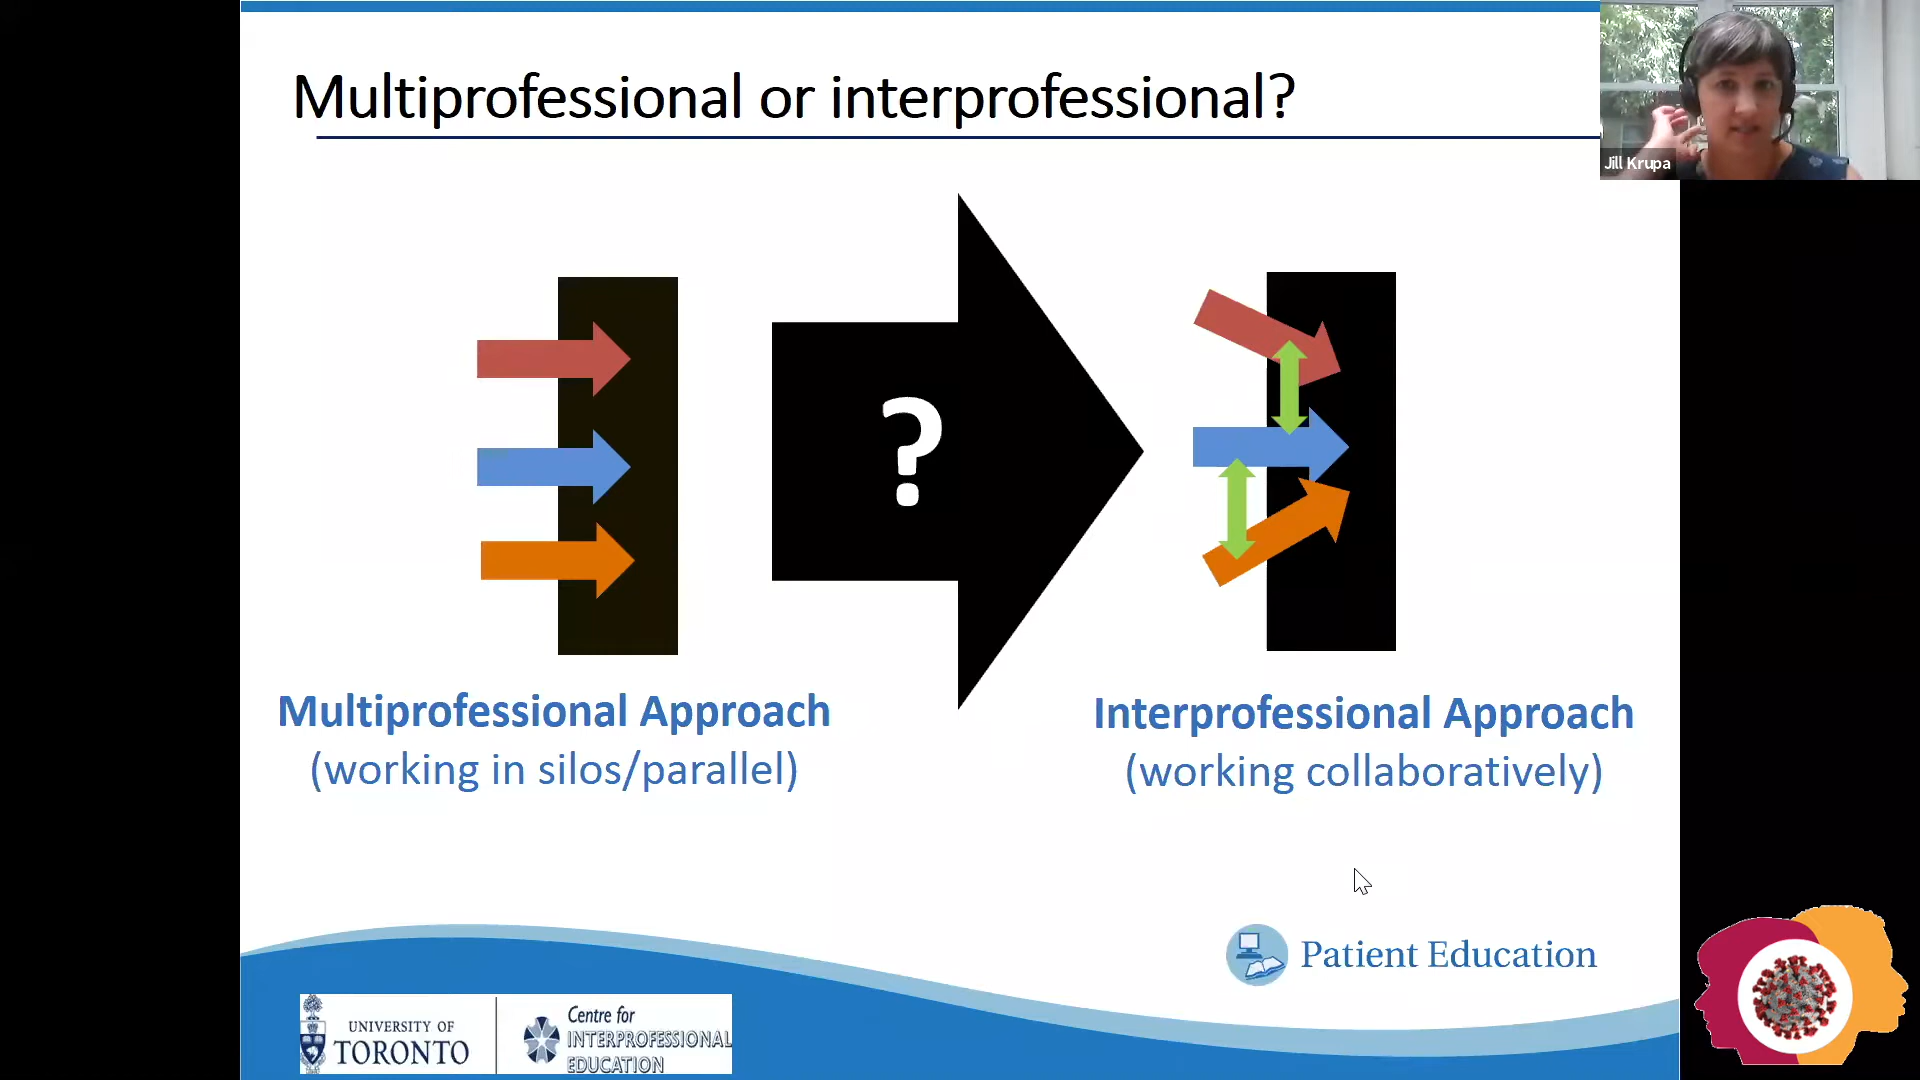 Multiprofessional or interprofessional?
Jill Krupa
?
Multiprofessional Approach
(working in silos/parallel)
Interprofessional Approach
(working collaboratively)
Patient Education
UNIVERSITY OF
TORONTO
Centre for
INTERPROFESSIONAL
EDUCATION